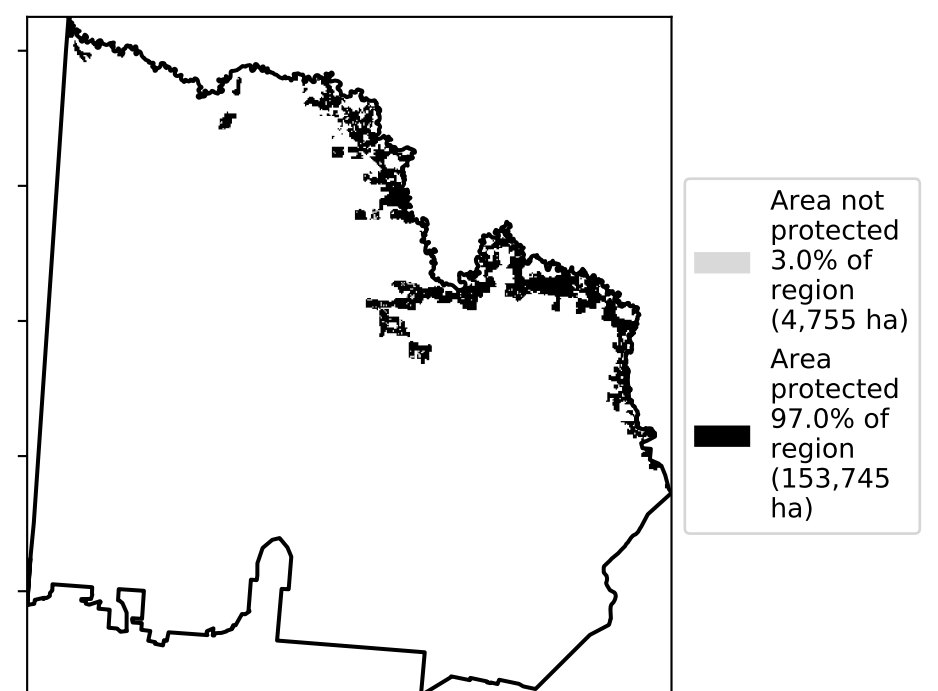 Area not
protected
3.0% of
region
(4,755 ha)
Area
protected
97.0% of
region
(153,745
ha)